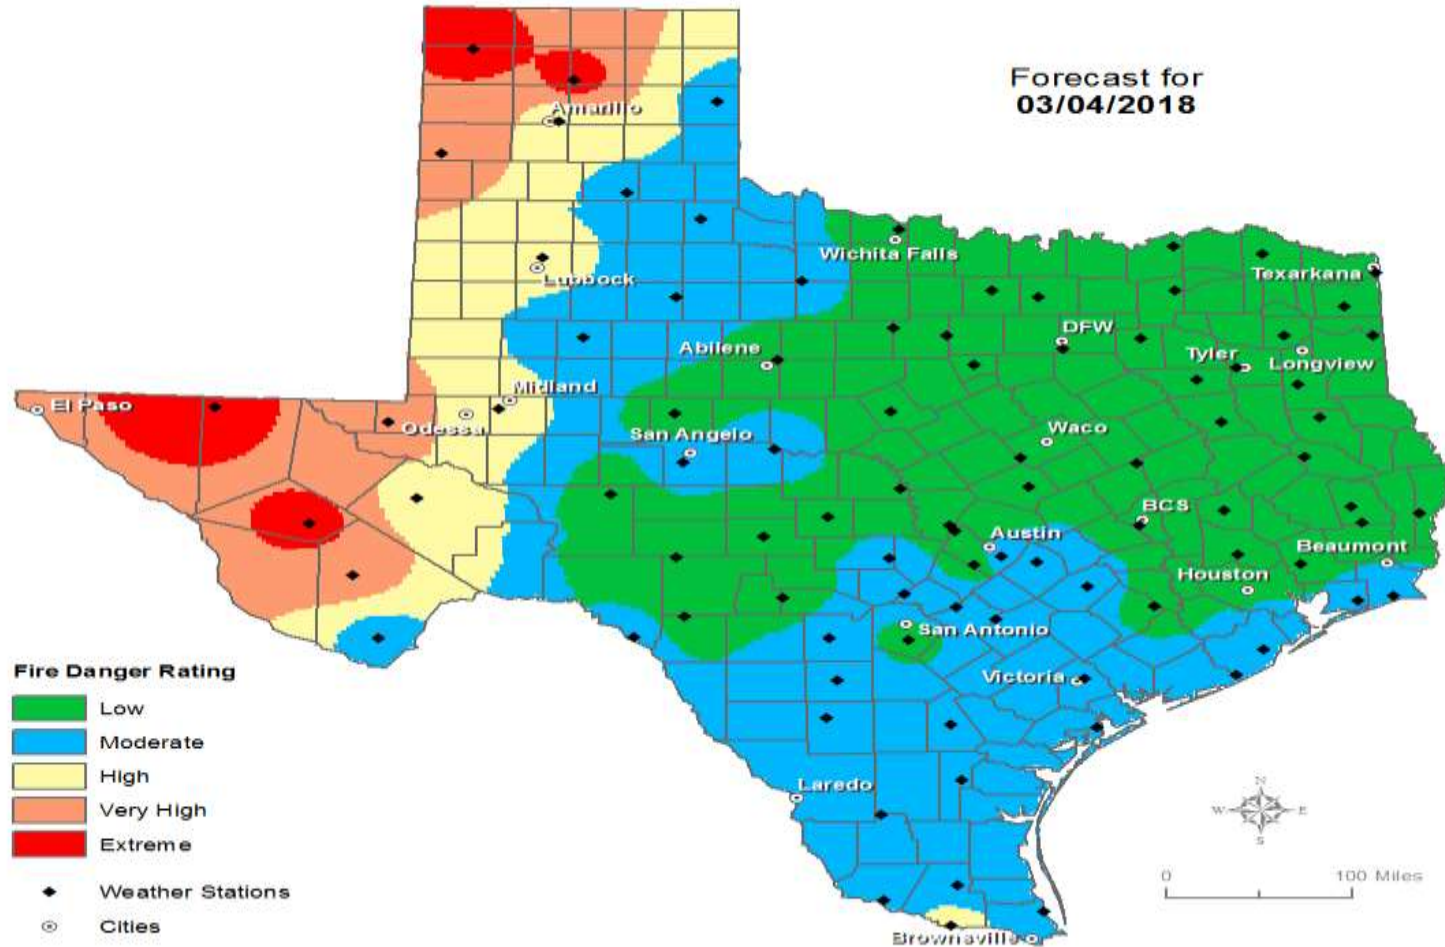 Forecast for
03/04/2018
Amarillo
Wichita Falls
Lubbock
Texarkana
DFW
Abilene
Tyler
Longview
Midland
El Paso
Odessa
San Angelo
Waco
BCS
Austin
Beaumont
Houston
San Antonio
Victoria
Laredo
Brownsville
Fire Danger Rating
Low
Moderate
High
Very High
Extreme
Weather Stations
Cities
N
W E
S
0 100 Miles